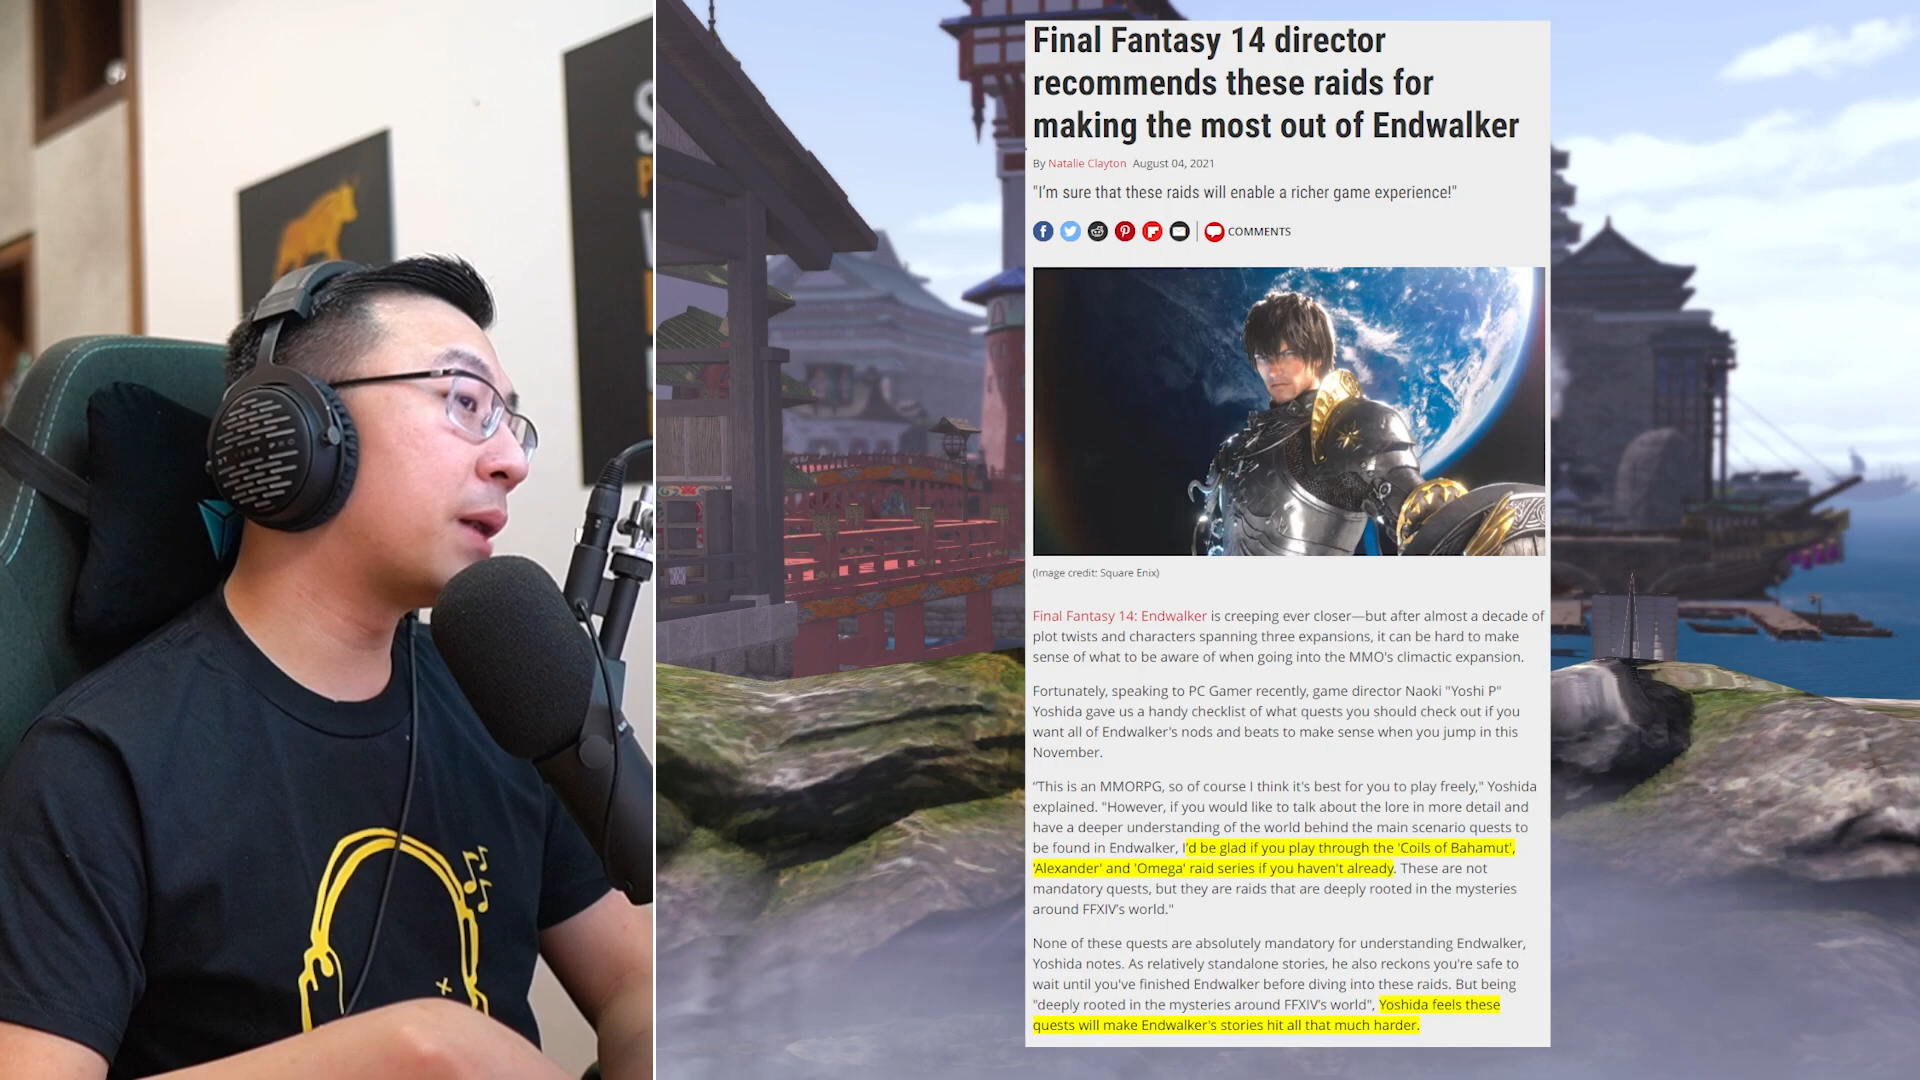 Final Fantasy 14 director
recommends these raids for
making the most out of Endwalker
By Natalie Clayton August 04, 2021
"I'm sure that these raids will enable a richer game experience!"
COMMENTS
(Image credit: Square Enix)
Final Fantasy 14: Endwalker is creeping ever closer—but after almost a decade of
plot twists and characters spanning three expansions, it can be hard to make
sense of what to be aware of when going into the MMO's climactic expansion.
Fortunately, speaking to PC Gamer recently, game director Naoki "Yoshi P"
Yoshida gave us a handy checklist of what quests you should check out if you
want all of Endwalker's nods and beats to make sense when you jump in this
November.
"This is an MMORPG, so of course I think it's best for you to play freely," Yoshida
explained. "However, if you would like to talk about the lore in more detail and
have a deeper understanding of the world behind the main scenario quests to
be found in Endwalker, I'd be glad if you play through the 'Coils of Bahamut',
'Alexander' and 'Omega' raid series if you haven't already. These are not
mandatory quests, but they are raids that are deeply rooted in the mysteries
around FFXIV's world."
None of these quests are absolutely mandatory for understanding Endwalker,
Yoshida notes. As relatively standalone stories, he also reckons you're safe to
wait until you've finished Endwalker before diving into these raids. But being
"deeply rooted in the mysteries around FFXIV's world", Yoshida feels these
quests will make Endwalker's stories hit all that much harder.